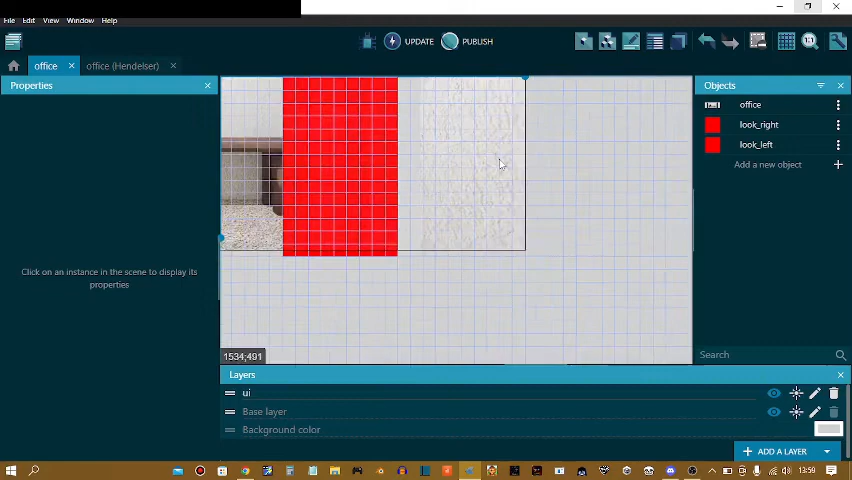 File Edit View Window Help
UPDATE PUBLISH
office office (Hendelser)
Properties
Click on an instance in the scene to display its
properties
1534;491
Objects
office
look_right
look_left
Add a new object
Search
Layers
ui
Base layer
Background color
ADD A LAYER
13:59